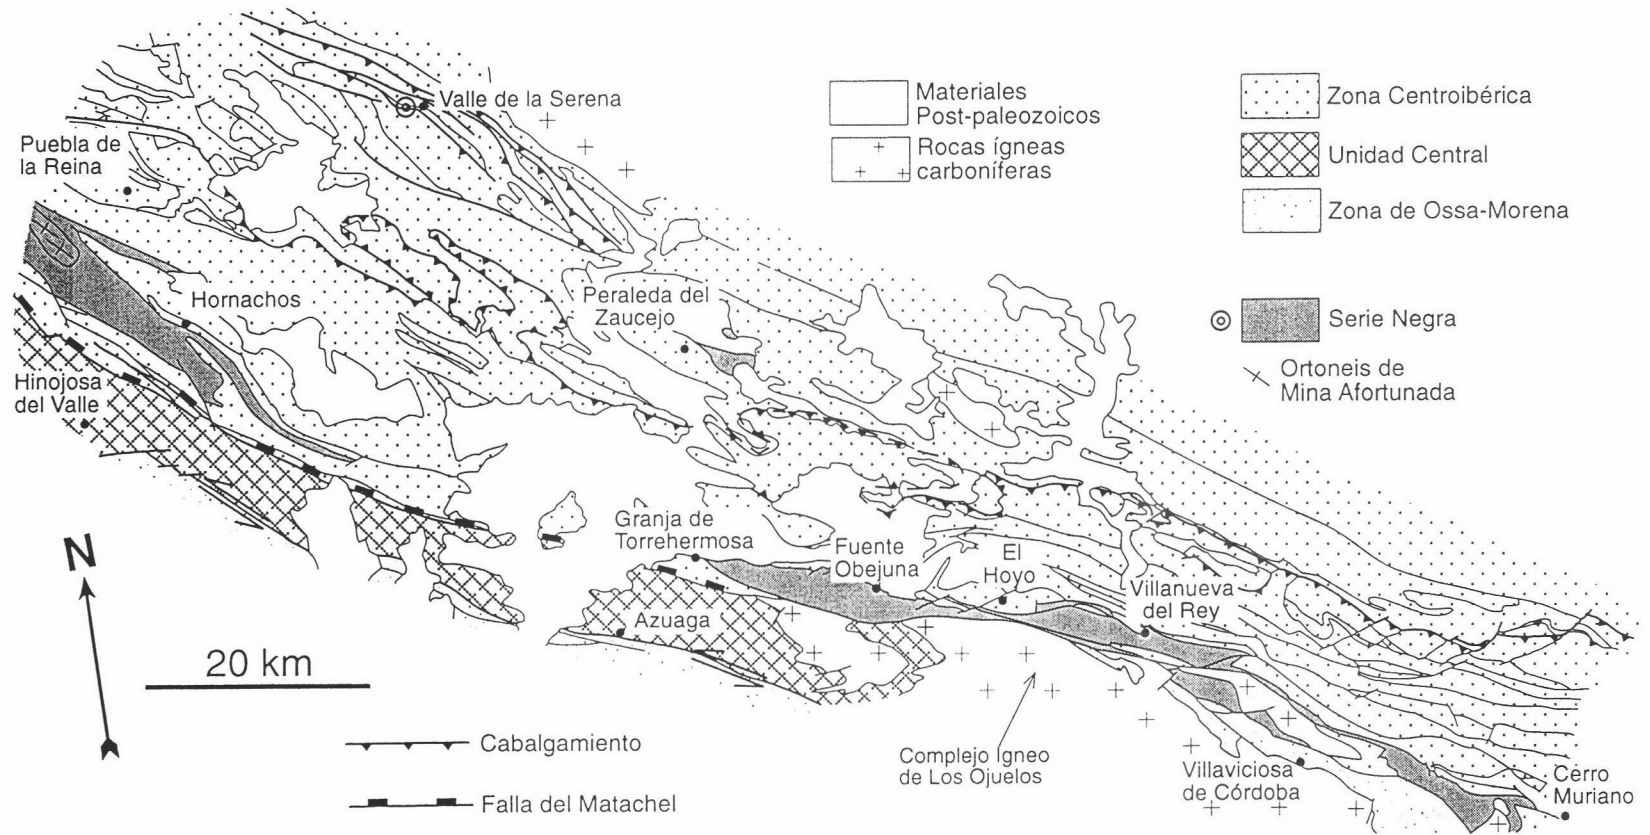 Valle de la Serena
Puebla de
la Reina
Materiales
Post-paleozoicos
Rocas ígneas
carboníferas
Zona Centroibérica
Unidad Central
Zona de Ossa-Morena
Serie Negra
Ortoneis de
Mina Afortunada
Hornachos
Peraleda del
Zaucejo
Hinojosa
del Valle
Granja de
Torrehermosa
Fuente
Obejuna
El
Hoyo
Villanueva
del Rey
Azuaga
N
20 km
Cabalgamiento
Falla del Matachel
Complejo Igneo
de Los Ojuelos
Villaviciosa
de Córdoba
Cerro
Muriano